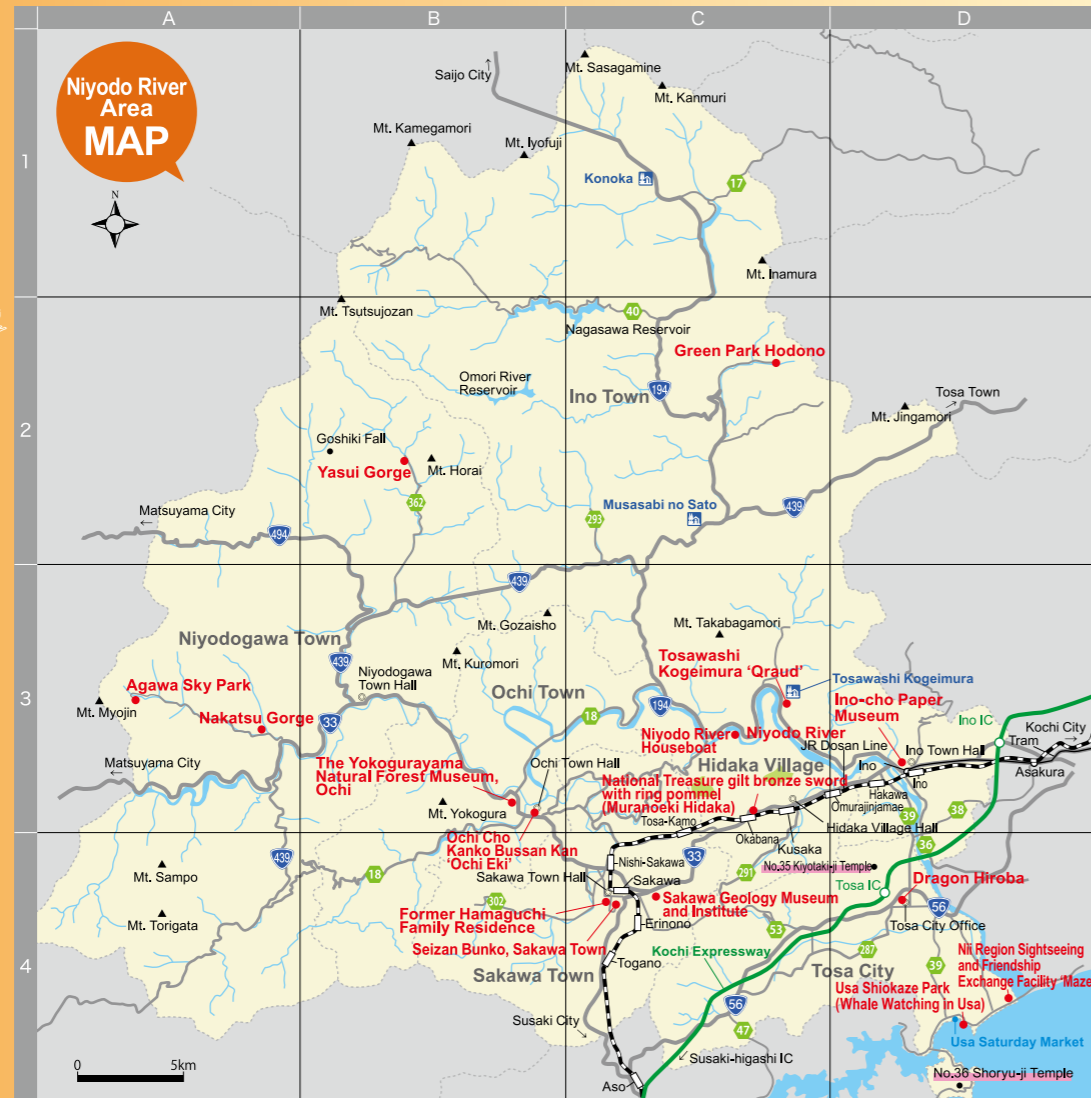 A
B
C
D
1
2
3
4
Niyodo River
Area
MAP
N
Saijo City
Mt. Sasagamine
Mt. Kanmuri
Mt. Kamegamori
Mt. Iyofuji
Konoka
17
Mt. Inamura
Mt. Tsutsujozan
40
Nagasawa Reservoir
Green Park Hodono
Omori River
Reservoir
Ino Town
194
Tosa Town
Mt. Jingamori
Goshiki Fall
Yasui Gorge
Mt. Horai
362
Musasabi no Sato
293
439
Matsuyama City
494
439
Mt. Gozaisho
Mt. Takabagamori
Niyodogawa Town
439
Mt. Kuromori
Tosawashi
Kogeimura ‘Qraud’
Tosawashi Kogeimura
Niyodogawa
Town Hall
Ochi Town
Agawa Sky Park
Mt. Myojin
Nakatsu Gorge
33
18
194
Ino-cho Paper
Museum
Ino IC
Kochi City
Tram
Niyodo River
Houseboat
Niyodo River
JR Dosan Line
Ino Town Hall
Ino
Ino
Asakura
Matsuyama City
The Yokogurayama
Natural Forest Museum,
Ochi
Ochi Town Hall
Hidaka Village
National Treasure gilt bronze sword
with ring pommel
(Muranoeki Hidaka)
Hakawa
Omurajinjamae
39
38
Mt. Yokogura
Tosa-Kamo
Okabana
Kusaka
Hidaka Village Hall
Ochi Cho
Kanko Bussan Kan
‘Ochi Eki’
Nishi-Sakawa
33
36
439
Mt. Sampo
18
Sakawa Town Hall
Sakawa
291
No.35 Kiyotaki-ji Temple
Tosa IC
Dragon Hiroba
302
Sakawa Geology Museum
and Institute
56
Mt. Torigata
Former Hamaguchi
Family Residence
Erinono
53
Tosa City Office
Seizan Bunko, Sakawa Town
Kochi Expressway
287
Togano
Sakawa Town
Tosa City
39
Nii Region Sightseeing
and Friendship
Exchange Facility ‘Maze
Usa Shiokaze Park
(Whale Watching in Usa)
56
Susaki City
47
Usa Saturday Market
Susaki-higashi IC
0
5km
Aso
No.36 Shoryu-ji Temple